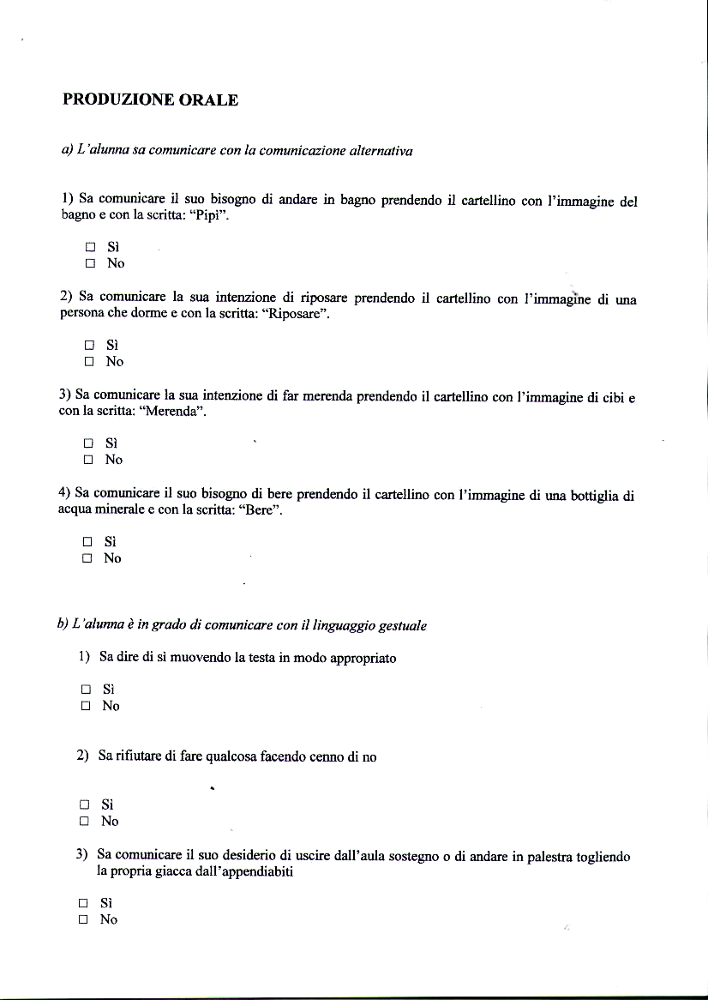 PRODUZIONE ORALE
a) L'alunna sa comunicare con la comunicazione alternativa
1) Sa comunicare il suo bisogno di andare in bagno prendendo il cartellino con l'immagine del
bagno e con la scritta: “Pipì”.
□ Sì
□ No
2) Sa comunicare la sua intenzione di riposare prendendo il cartellino con l'immagine di una
persona che dorme e con la scritta: “Riposare”.
□ Sì
□ No
3) Sa comunicare la sua intenzione di far merenda prendendo il cartellino con l'immagine di cibi e
con la scritta: “Merenda”.
□ Sì
□ No
4) Sa comunicare il suo bisogno di bere prendendo il cartellino con l'immagine di una bottiglia di
acqua minerale e con la scritta: “Bere”.
□ Sì
□ No
b) L'alunna è in grado di comunicare con il linguaggio gestuale
1) Sa dire di sì muovendo la testa in modo appropriato
□ Sì
□ No
2) Sa rifiutare di fare qualcosa facendo cenno di no
□ Sì
□ No
3) Sa comunicare il suo desiderio di uscire dall'aula sostegno o di andare in palestra togliendo
la propria giacca dall'appendiabiti
□ Sì
□ No